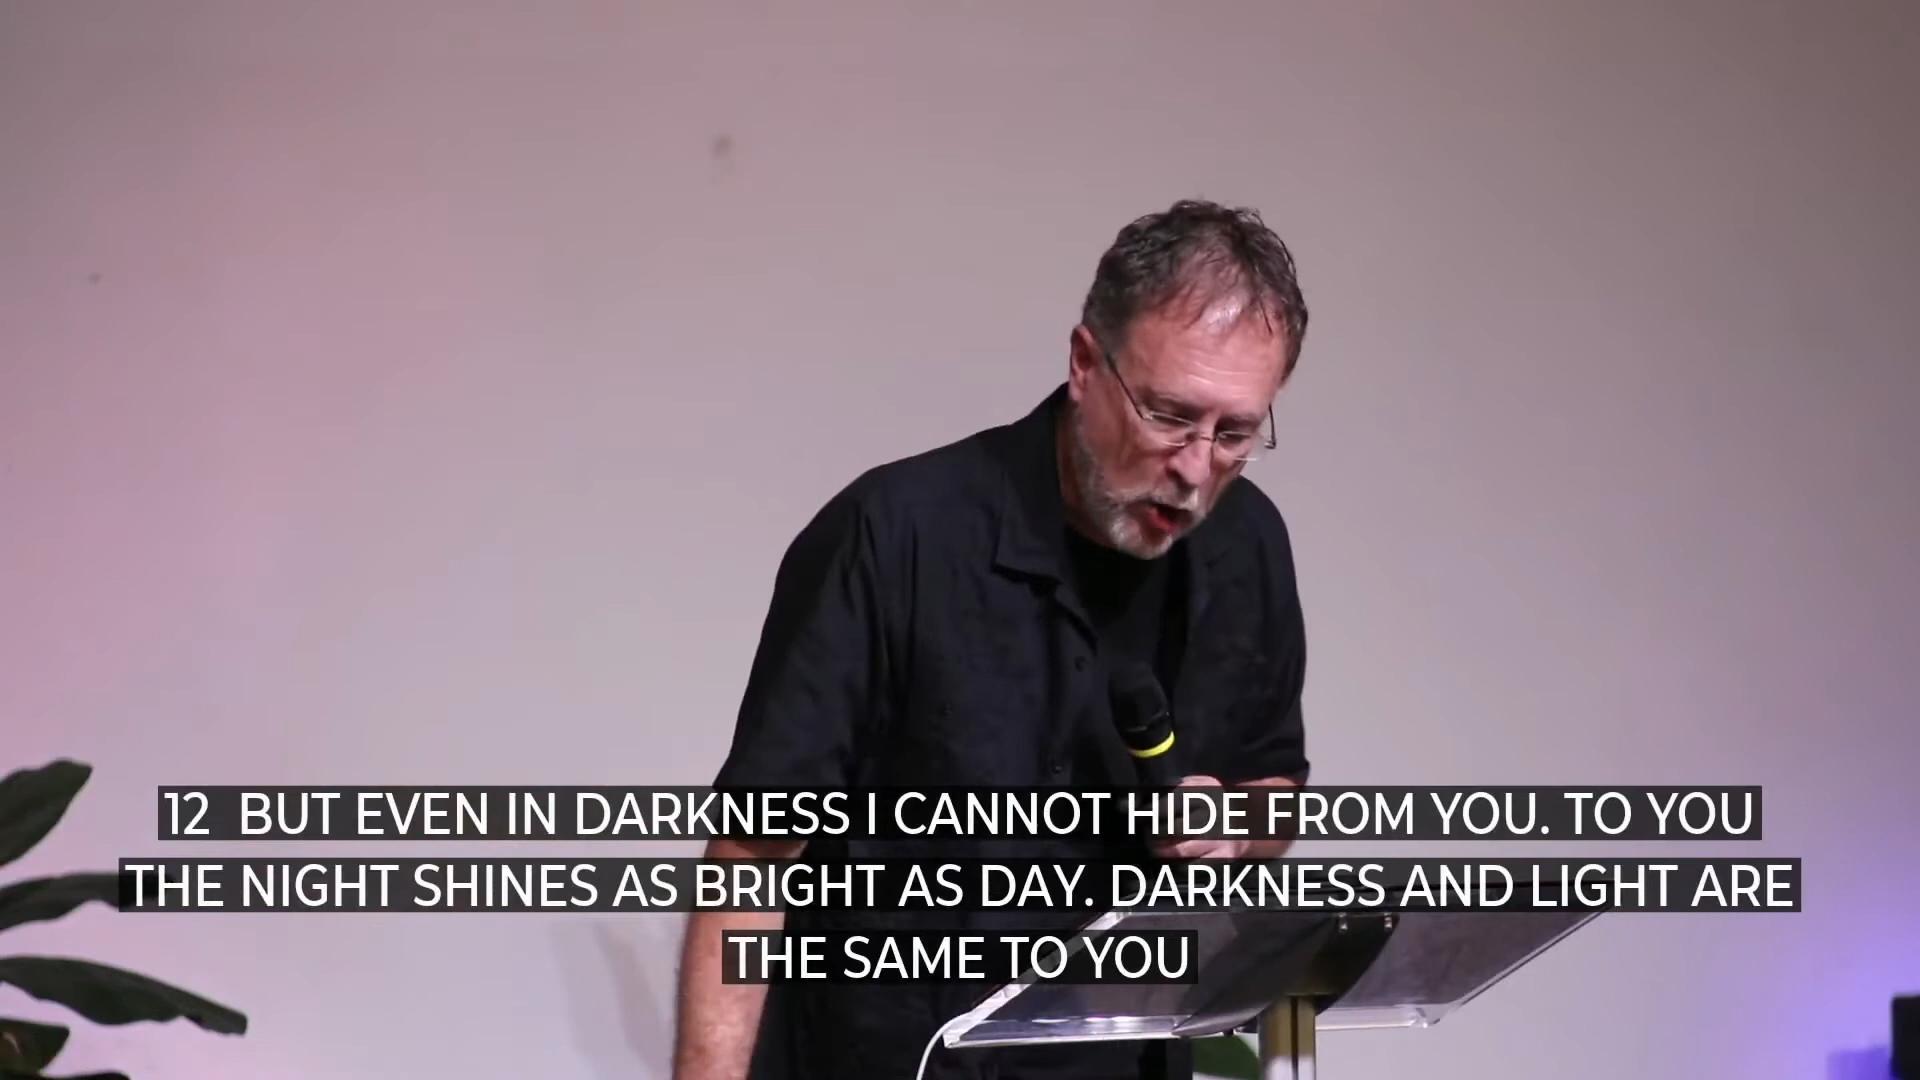 12 BUT EVEN IN DARKNESS I CANNOT HIDE FROM YOU. TO YOU
THE NIGHT SHINES AS BRIGHT AS DAY. DARKNESS AND LIGHT ARE
THE SAME TO YOU